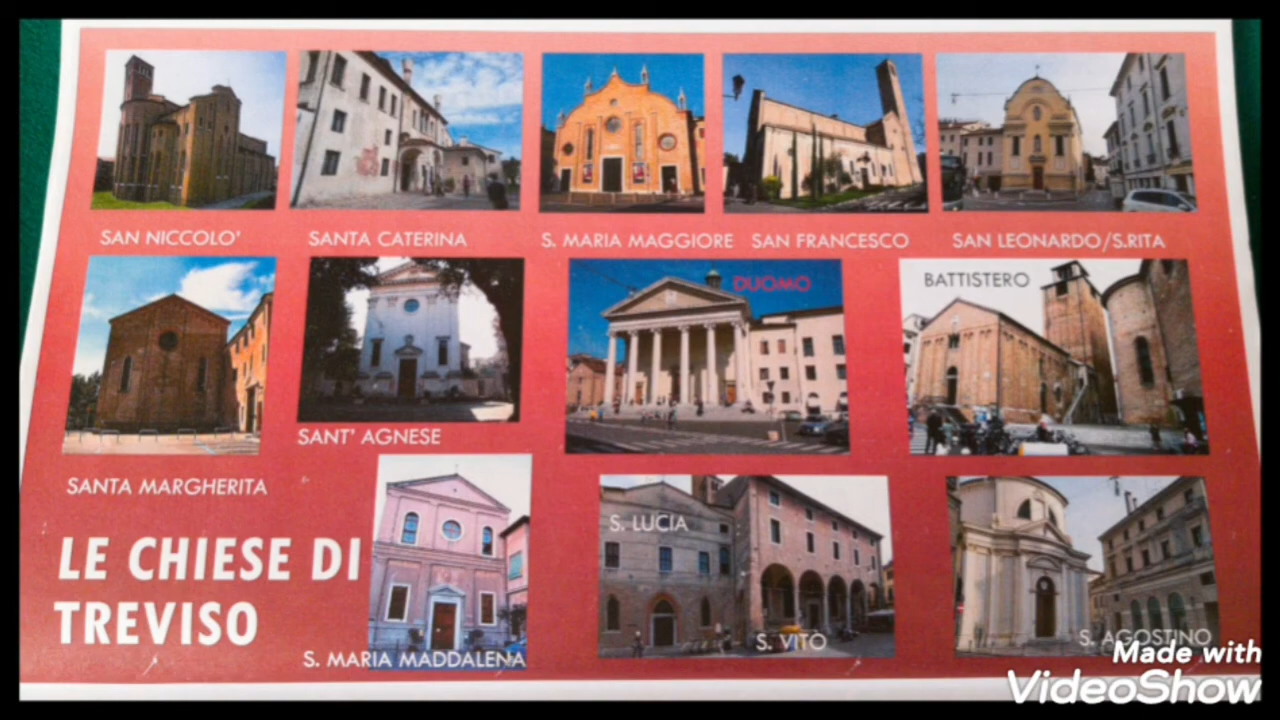 SAN NICCOLO'
SANTA CATERINA
S. MARIA MAGGIORE
SAN FRANCESCO
SAN LEONARDO/S.RITA
SANTA MARGHERITA
SANT' AGNESE
DUOMO
BATTISTERO
LE CHIESE DI
TREVISO
S. MARIA MADDALENA
S. LUCIA
S. VITO
S. AGOSTINO
Made with
VideoShow